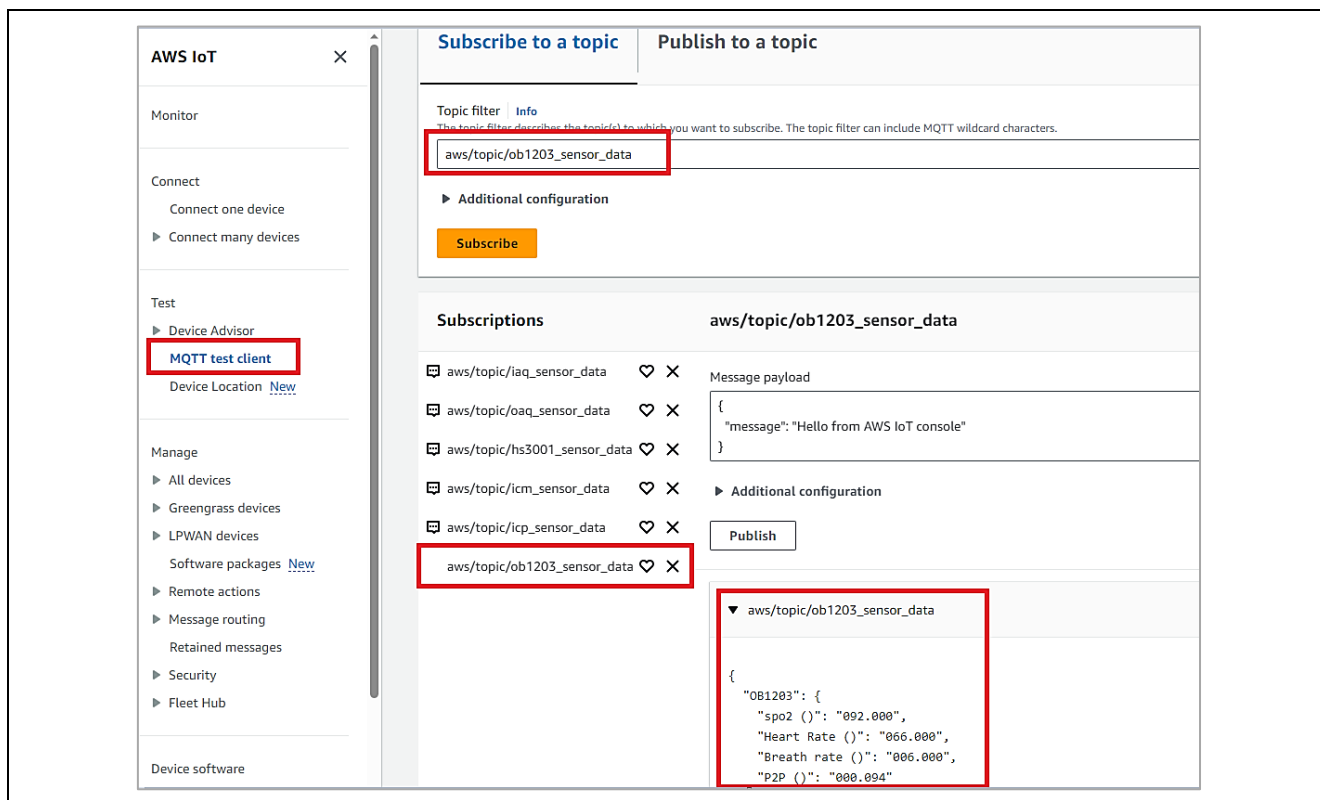 AWS IoT
Monitor
Connect
Connect one device
Connect many devices
Test
Device Advisor
MQTT test client
Device Location New
Manage
All devices
Greengrass devices
LPWAN devices
Software packages New
Remote actions
Message routing
Retained messages
Security
Fleet Hub
Device software
Subscribe to a topic
Publish to a topic
Topic filter Info
The topic filter describes the topic(s) to which you want to subscribe. The topic filter can include MQTT wildcard characters.
aws/topic/ob1203_sensor_data
Additional configuration
Subscribe
Subscriptions
aws/topic/iaq_sensor_data
aws/topic/oaq_sensor_data
aws/topic/hs3001_sensor_data
aws/topic/icm_sensor_data
aws/topic/icp_sensor_data
aws/topic/ob1203_sensor_data
aws/topic/ob1203_sensor_data
Message payload
{
"message": "Hello from AWS IoT console"
}
Additional configuration
Publish
aws/topic/ob1203_sensor_data
{
"OB1203": {
"spo2 ()": "092.000",
"Heart Rate ()": "066.000",
"Breath rate ()": "006.000",
"P2P ()": "000.094"